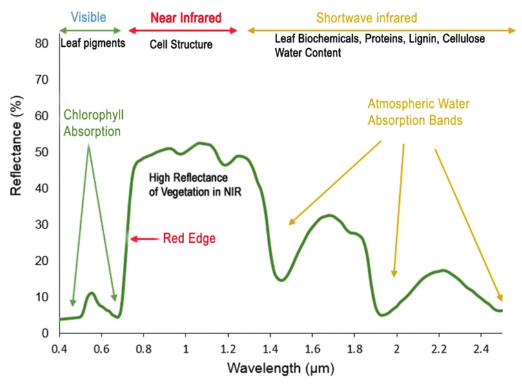 Visible
Near Infrared
Shortwave infrared
Leaf pigments
Cell Structure
Leaf Biochemicals, Proteins, Lignin, Cellulose
Water Content
80
70
60
50
40
30
20
10
0
Reflectance (%)
Chlorophyll
Absorption
Atmospheric Water
Absorption Bands
High Reflectance
of Vegetation in NIR
Red Edge
0.4
0.6
0.8
1
1.2
1.4
1.6
1.8
2
2.2
2.4
Wavelength (μm)